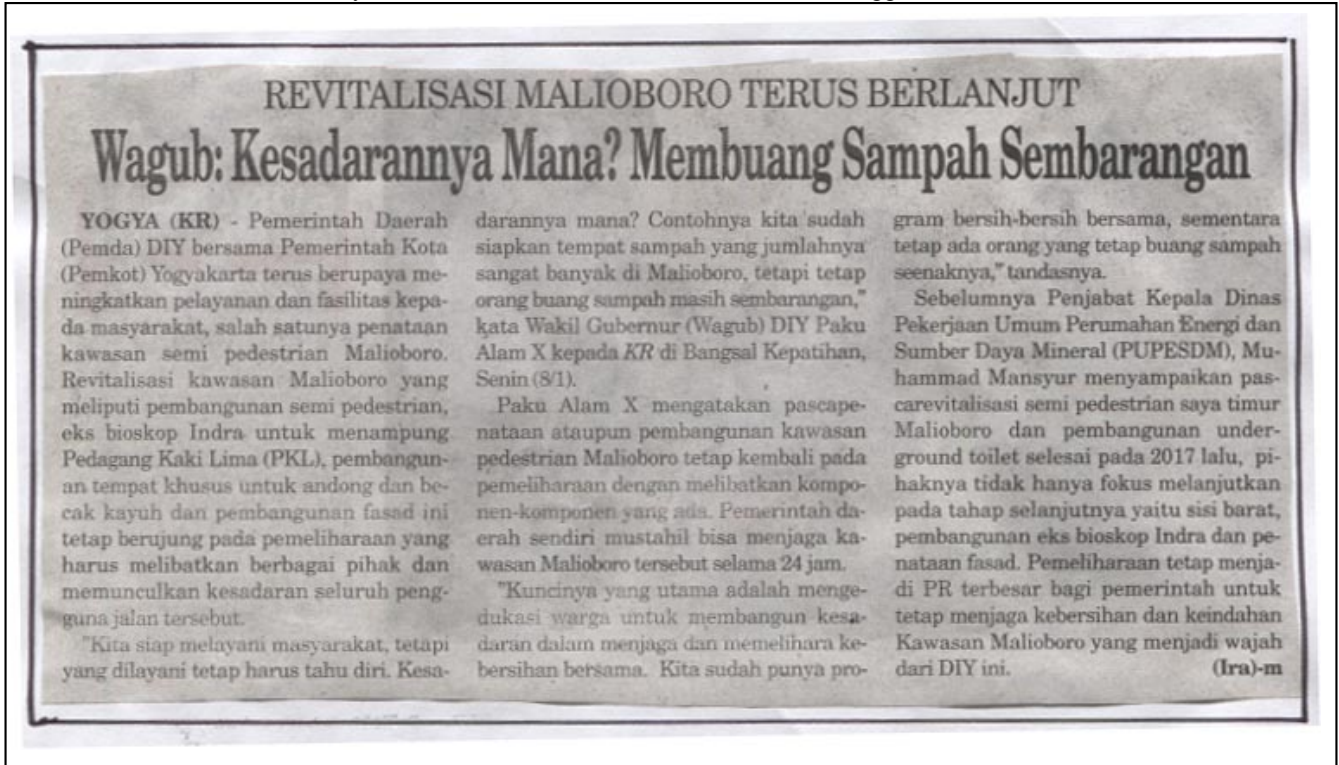 REVITALISASI MALIOBORO TERUS BERLANJUT
Wagub: Kesadarannya Mana? Membuang Sampah Sembarangan
YOGYA (KR) - Pemerintah Daerah
(Pemda) DIY bersama Pemerintah Kota
(Pemkot) Yogyakarta terus berupaya me-
ningkatkan pelayanan dan fasilitas kepa-
da masyarakat, salah satunya penataan
kawasan semi pedestrian Malioboro.
Revitalisasi kawasan Malioboro yang
meliputi pembangunan semi pedestrian,
eks bioskop Indra untuk menampung
Pedagang Kaki Lima (PKL), pembangun-
an tempat khusus untuk andong dan be-
cak kayuh dan pembangunan fasad ini
tetap berujung pada pemeliharaan yang
harus melibatkan berbagai pihak dan
memunculkan kesadaran seluruh peng-
guna jalan tersebut.
"Kita siap melayani masyarakat, tetapi
yang dilayani tetap harus tahu diri. Kesa-
darannya mana? Contohnya kita sudah
siapkan tempat sampah yang jumlahnya
sangat banyak di Malioboro, tetapi tetap
orang buang sampah masih sembarangan,"
kata Wakil Gubernur (Wagub) DIY Paku
Alam X kepada KR di Bangsal Kepatihan,
Senin (8/1).
Paku Alam X mengatakan pascape-
nataan ataupun pembangunan kawasan
pedestrian Malioboro tetap kembali pada
pemeliharaan dengan melibatkan kompo-
nen-komponen yang ada. Pemerintah da-
erah sendiri mustahil bisa menjaga ka-
wasan Malioboro tersebut selama 24 jam.
"Kuncinya yang utama adalah menge-
dukasi warga untuk membangun kesa-
daran dalam menjaga dan memelihara ke-
bersihan bersama. Kita sudah punya pro-
gram bersih-bersih bersama, sementara
tetap ada orang yang tetap buang sampah
seenaknya," tandasnya.
Sebelumnya Penjabat Kepala Dinas
Pekerjaan Umum Perumahan Energi dan
Sumber Daya Mineral (PUPESDM), Mu-
hammad Mansyur menyampaikan pas-
carevitalisasi semi pedestrian saya timur
Malioboro dan pembangunan under-
ground toilet selesai pada 2017 lalu, pi-
haknya tidak hanya fokus melanjutkan
pada tahap selanjutnya yaitu sisi barat,
pembangunan eks bioskop Indra dan pe-
nataan fasad. Pemeliharaan tetap menja-
di PR terbesar bagi pemerintah untuk
tetap menjaga kebersihan dan keindahan
Kawasan Malioboro yang menjadi wajah
dari DIY ini. (Ira)-m